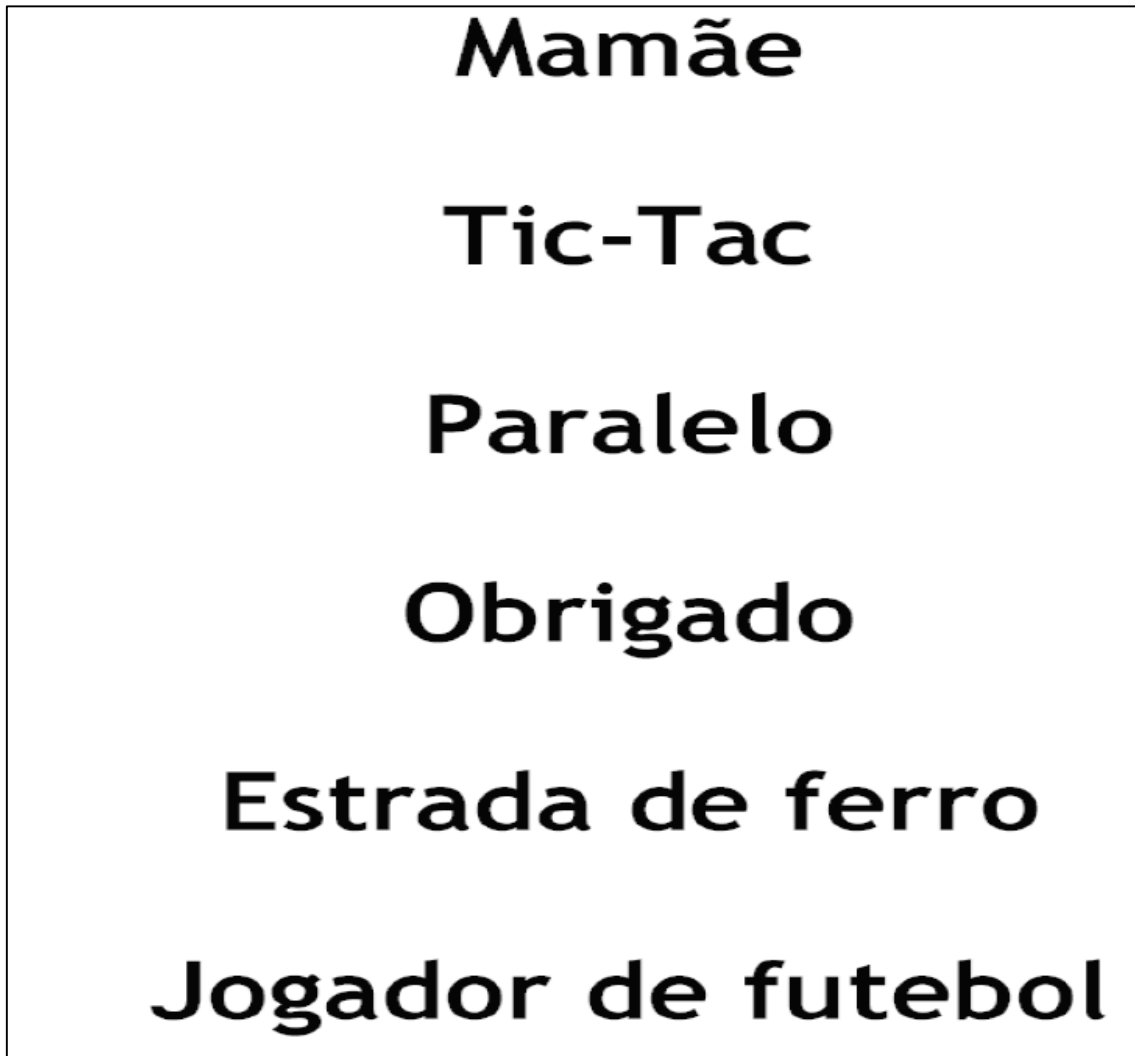 Mamãe
Tic-Tac
Paralelo
Obrigado
Estrada de ferro
Jogador de futebol